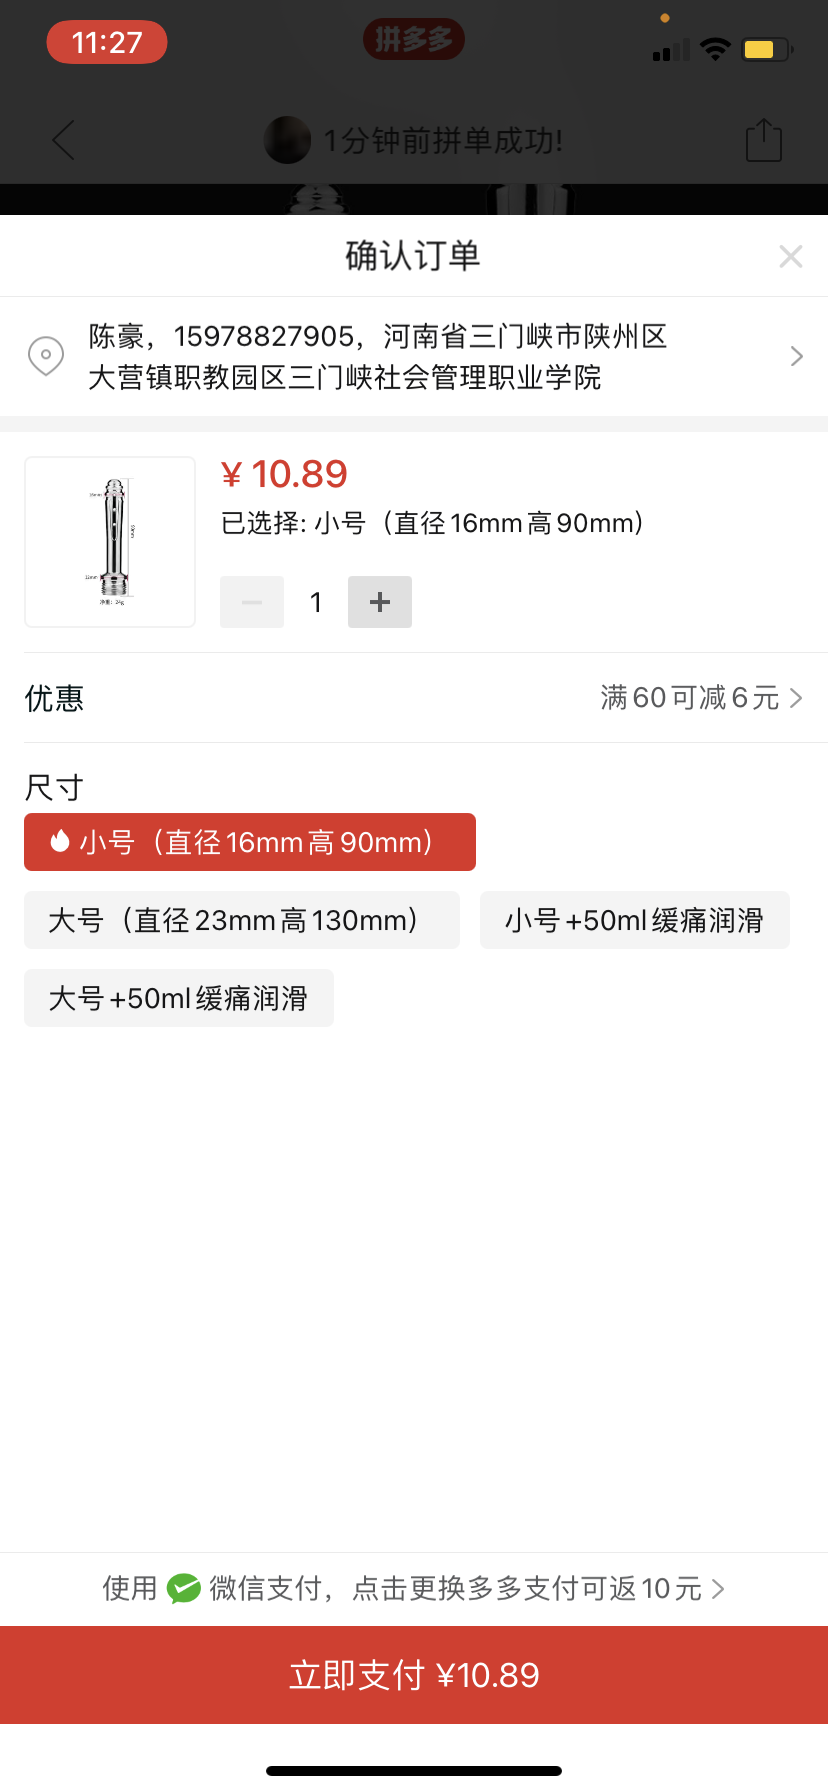 11:27
拼多多
1分钟前拼单成功!
确认订单
陈豪，15978827905，河南省三门峡市陕州区
大营镇职教园区三门峡社会管理职业学院
¥ 10.89
已选择: 小号（直径16mm高90mm）
1
12mm
净重：24g
优惠
满60可减6元
尺寸
小号（直径16mm高90mm）
大号（直径23mm高130mm）
小号+50ml缓痛润滑
大号+50ml缓痛润滑
使用 微信支付，点击更换多多支付可返10元
立即支付 ¥10.89